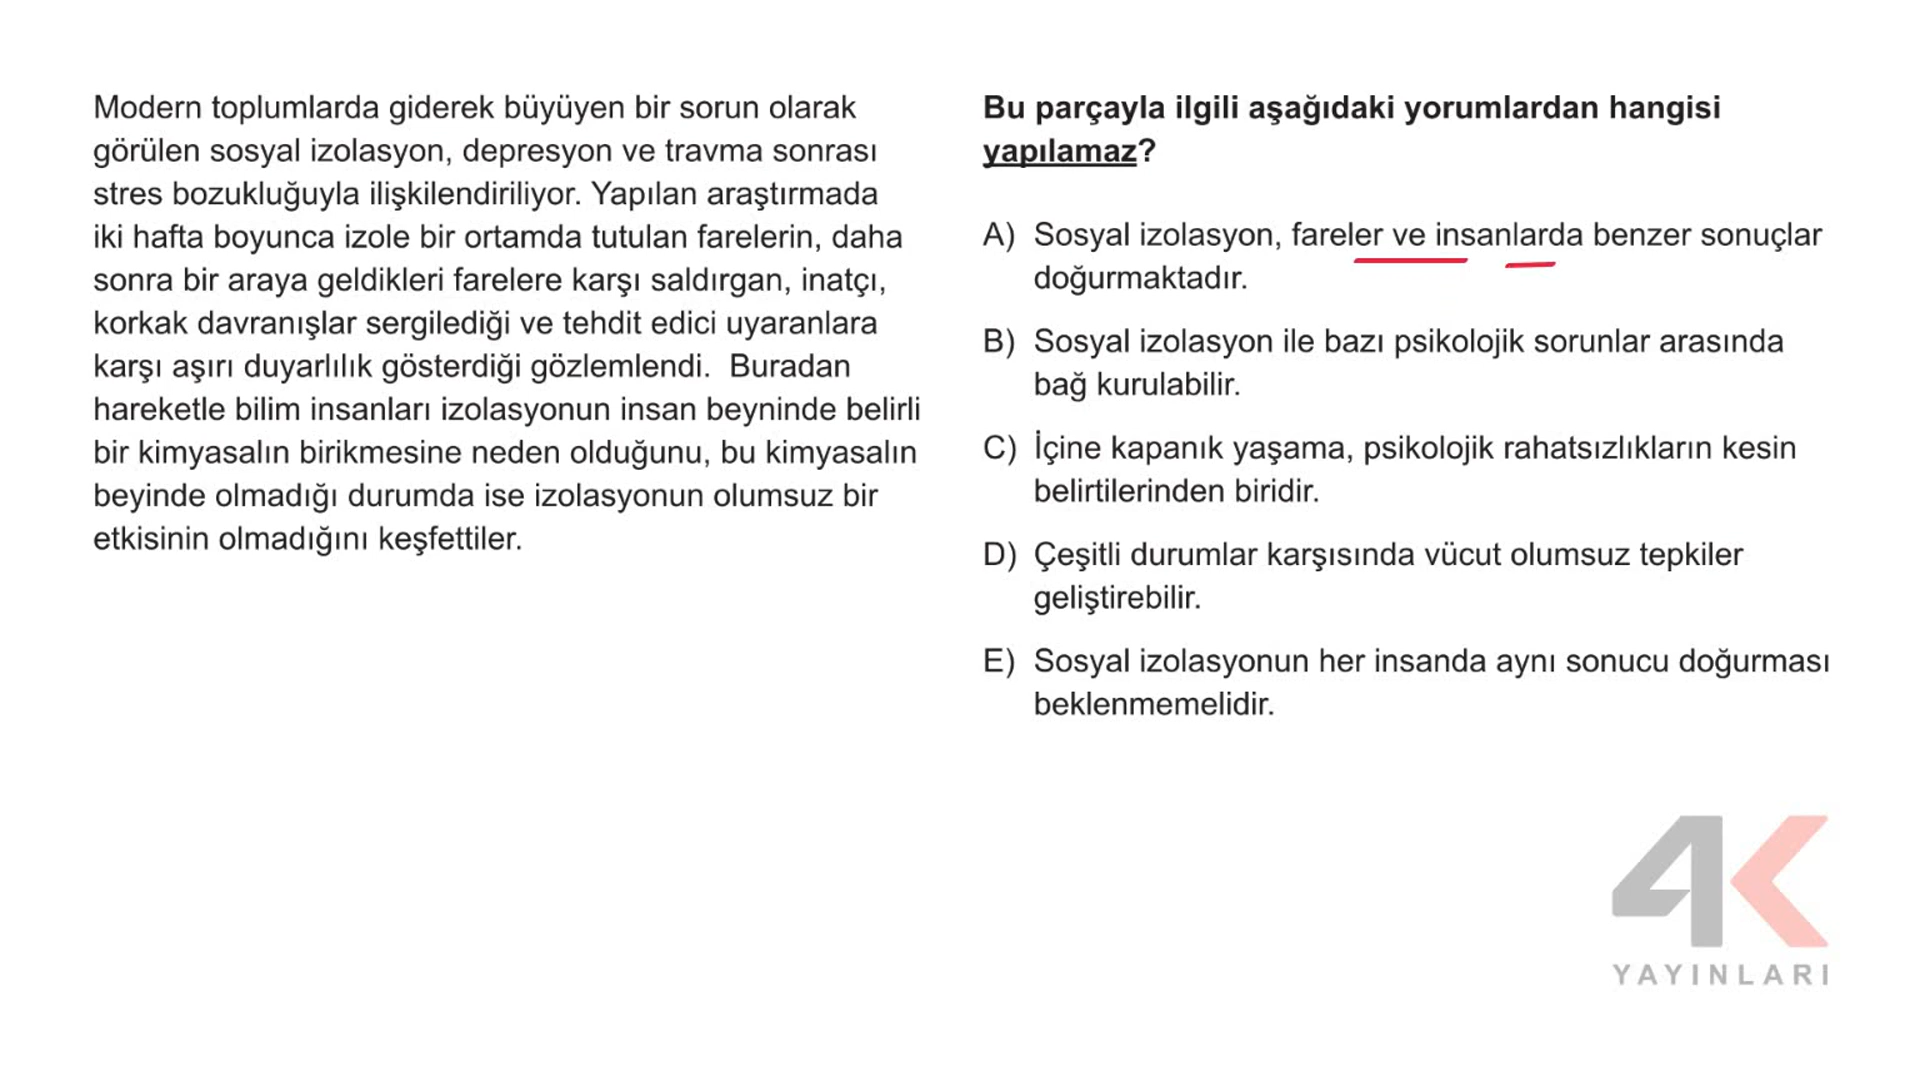 Modern toplumlarda giderek büyüyen bir sorun olarak
görülen sosyal izolasyon, depresyon ve travma sonrası
stres bozukluğuyla ilişkilendiriliyor. Yapılan araştırmada
iki hafta boyunca izole bir ortamda tutulan farelerin, daha
sonra bir araya geldikleri farelere karşı saldırgan, inatçı,
korkak davranışlar sergilediği ve tehdit edici uyaranlara
karşı aşırı duyarlılık gösterdiği gözlemlendi.  Buradan
hareketle bilim insanları izolasyonun insan beyninde belirli
bir kimyasalın birikmesine neden olduğunu, bu kimyasalın
beyinde olmadığı durumda ise izolasyonun olumsuz bir
etkisinin olmadığını keşfettiler.
Bu parçayla ilgili aşağıdaki yorumlardan hangisi
yapılamaz?
A) Sosyal izolasyon, fareler ve insanlarda benzer sonuçlar
doğurmaktadır.
B) Sosyal izolasyon ile bazı psikolojik sorunlar arasında
bağ kurulabilir.
C) İçine kapanık yaşama, psikolojik rahatsızlıkların kesin
belirtilerinden biridir.
D) Çeşitli durumlar karşısında vücut olumsuz tepkiler
geliştirebilir.
E) Sosyal izolasyonun her insanda aynı sonucu doğurması
beklenmemelidir.
4K
YAYINLARI